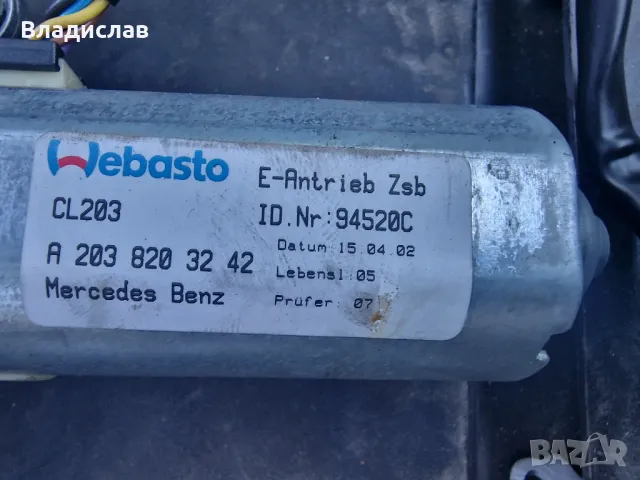 Владислав
Webasto
E-Antrieb Zsb
CL203
ID.Nr:94520C
A 203 820 32 42
Datum:15.04.02
Lebensl:05
Mercedes Benz
Prüfer:07
BAZAR